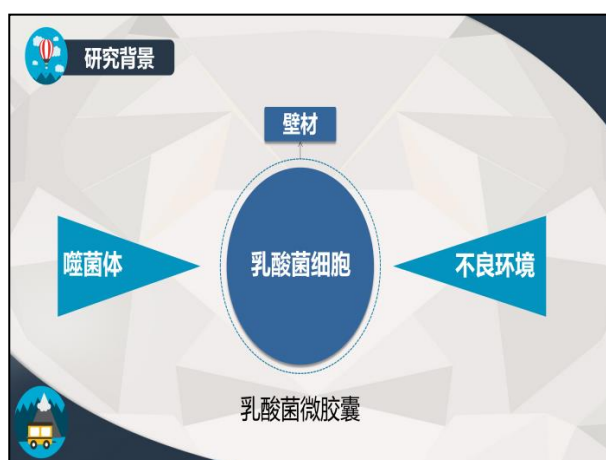 研究背景
壁材
噬菌体
乳酸菌细胞
不良环境
乳酸菌微胶囊